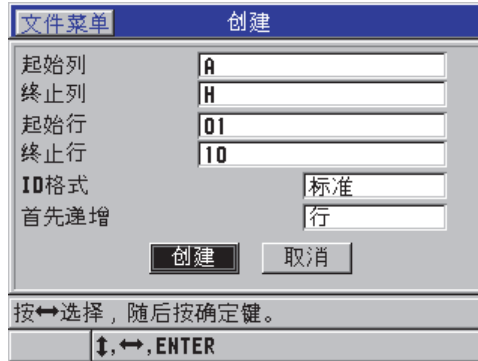 文件菜单 创建
起始列 A
终止列 H
起始行 01
终止行 10
ID格式 标准
首先递增 行
创建 取消
按↔选择，随后按确定键。
↕,↔,ENTER